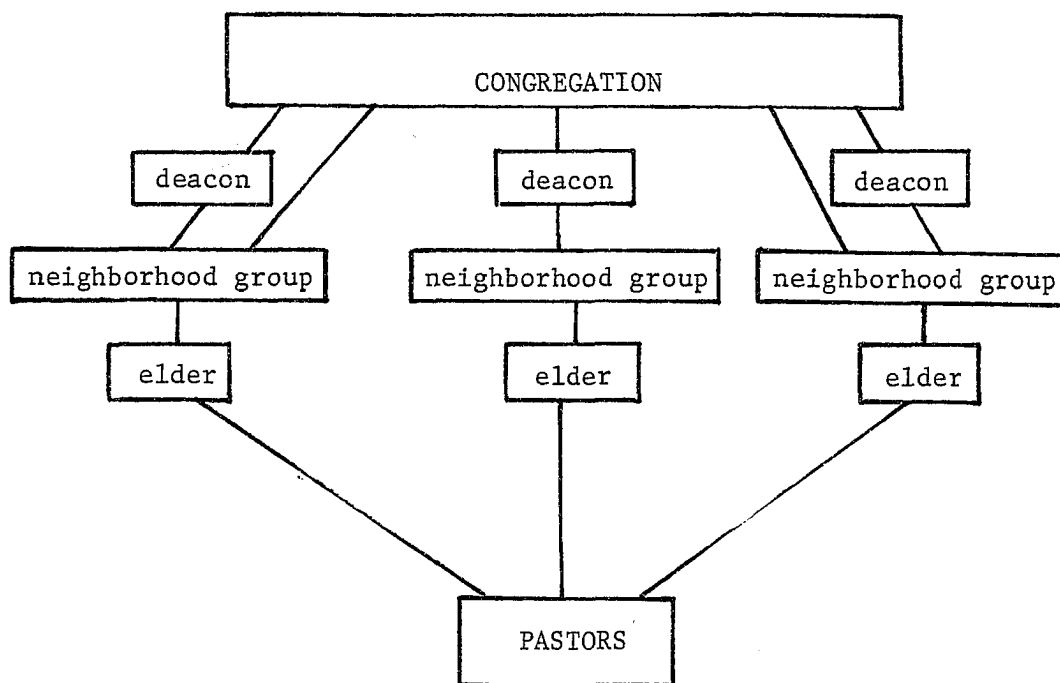 CONGREGATION
deacon
deacon
deacon
neighborhood group
neighborhood group
neighborhood group
elder
elder
elder
PASTORS